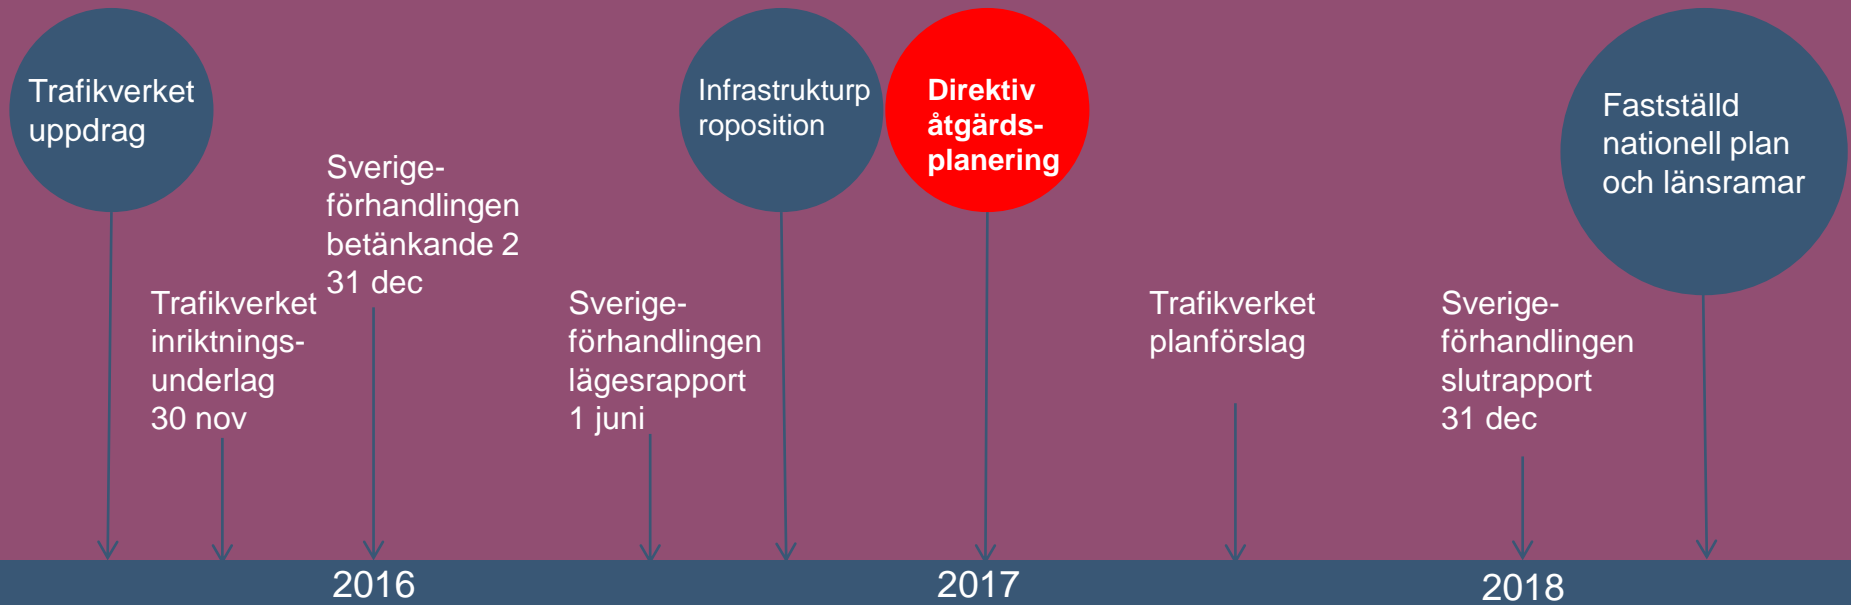 Trafikverket
uppdrag
Trafikverket
inriktnings-
underlag
30 nov
Sverige-
förhandlingen
betänkande 2
31 dec
Sverige-
förhandlingen
lägesrapport
1 juni
Infrastrukturp
roposition
Direktiv
åtgärds-
planering
Trafikverket
planförslag
Sverige-
förhandlingen
slutrapport
31 dec
Fastställd
nationell plan
och länsramar
2016
2017
2018